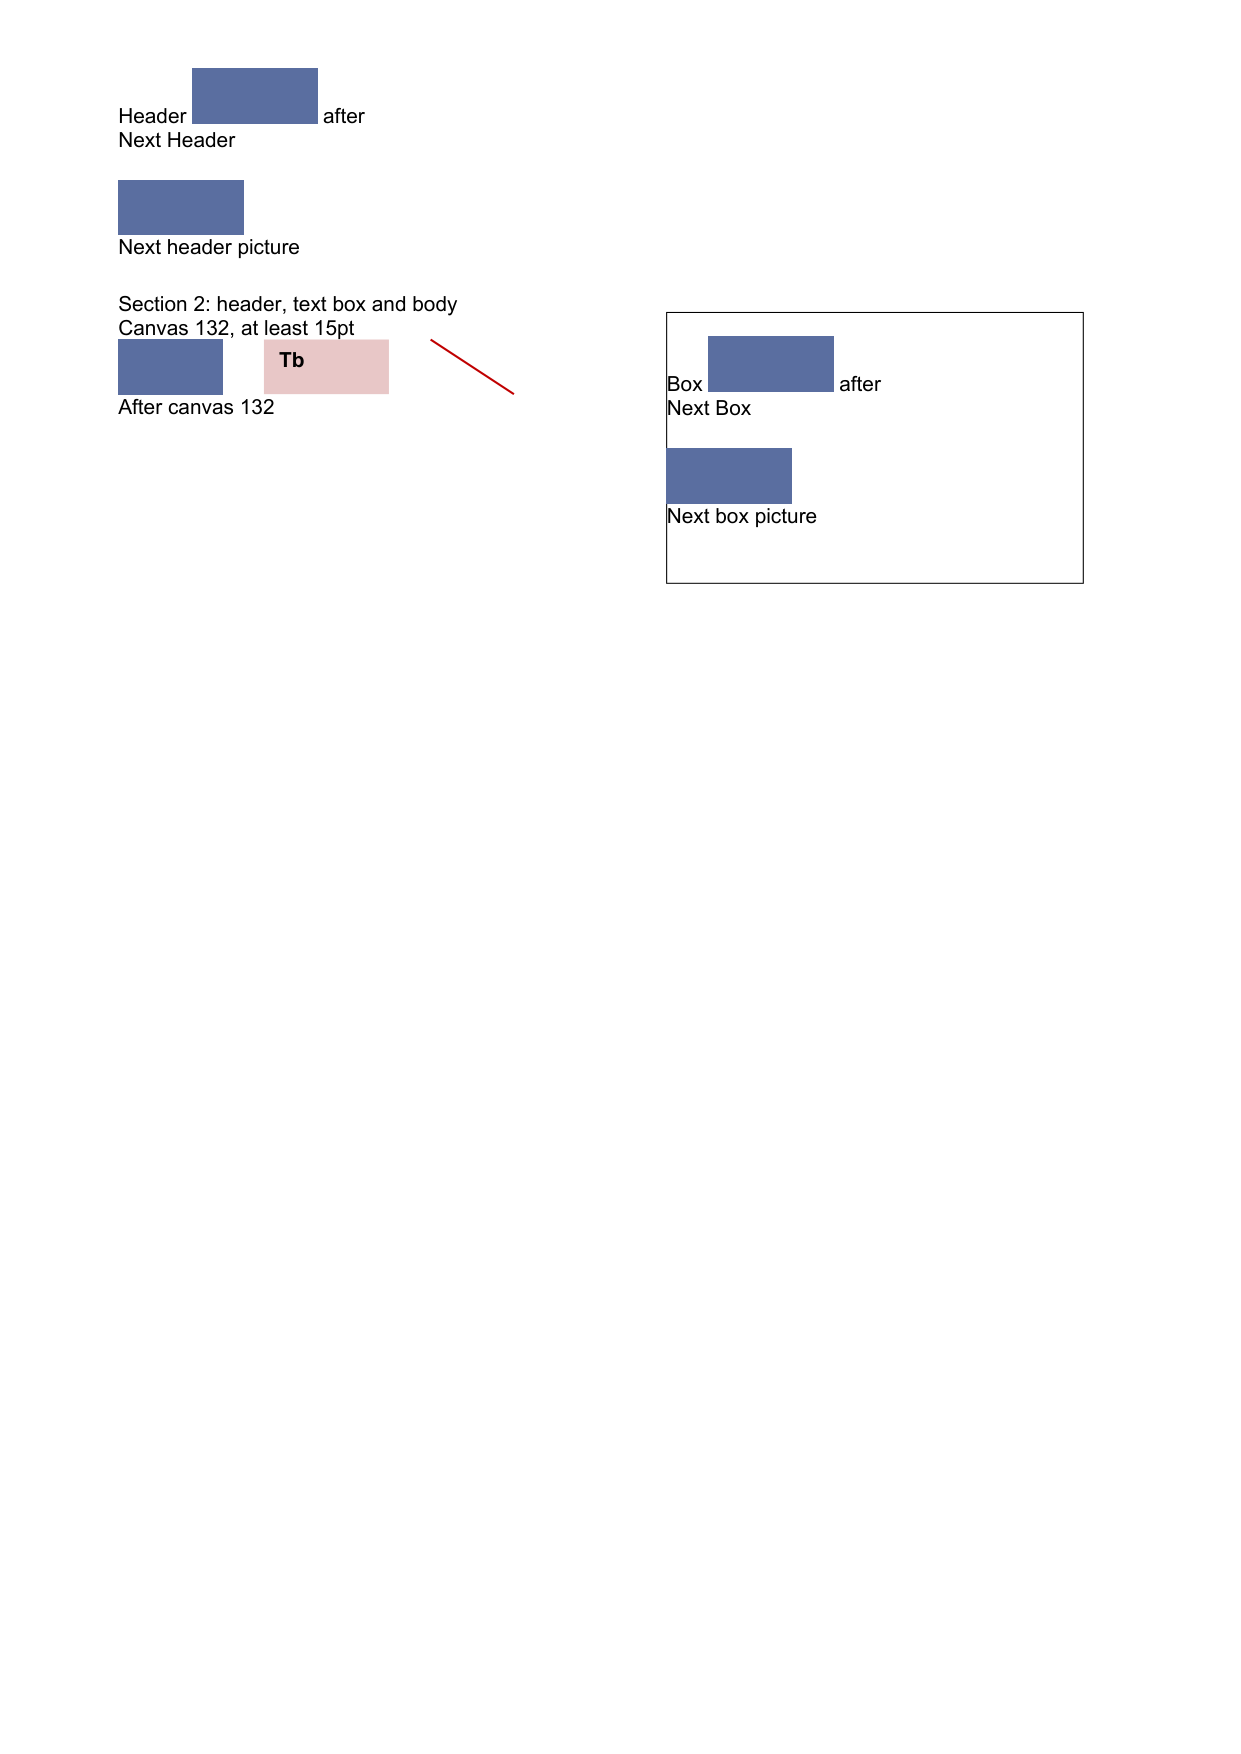 Header after
Next Header
Next header picture
Section 2: header, text box and body
Canvas 132, at least 15pt
Tb
After canvas 132
Box after
Next Box
Next box picture